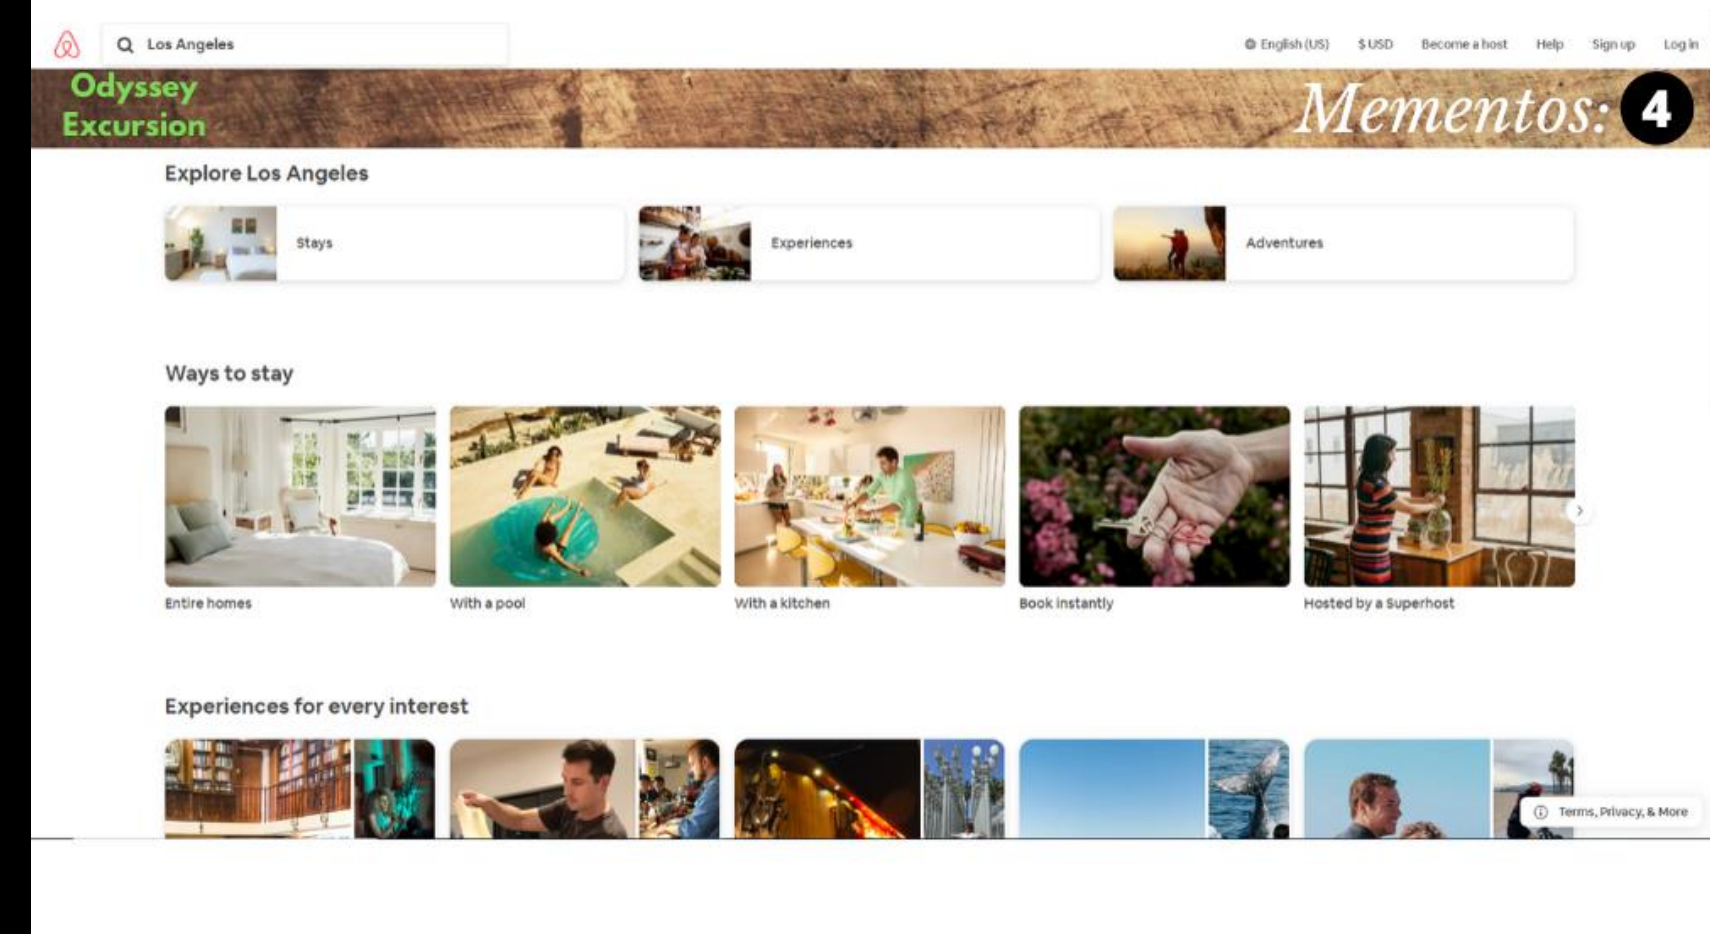 Los Angeles
English (US) $ USD Become a host Help Sign up Log in
Odyssey
Excursion
Mementos: 4
Explore Los Angeles
Stays Experiences Adventures
Ways to stay
Entire homes With a pool With a kitchen Book instantly Hosted by a Superhost
Experiences for every interest
Terms, Privacy, & More